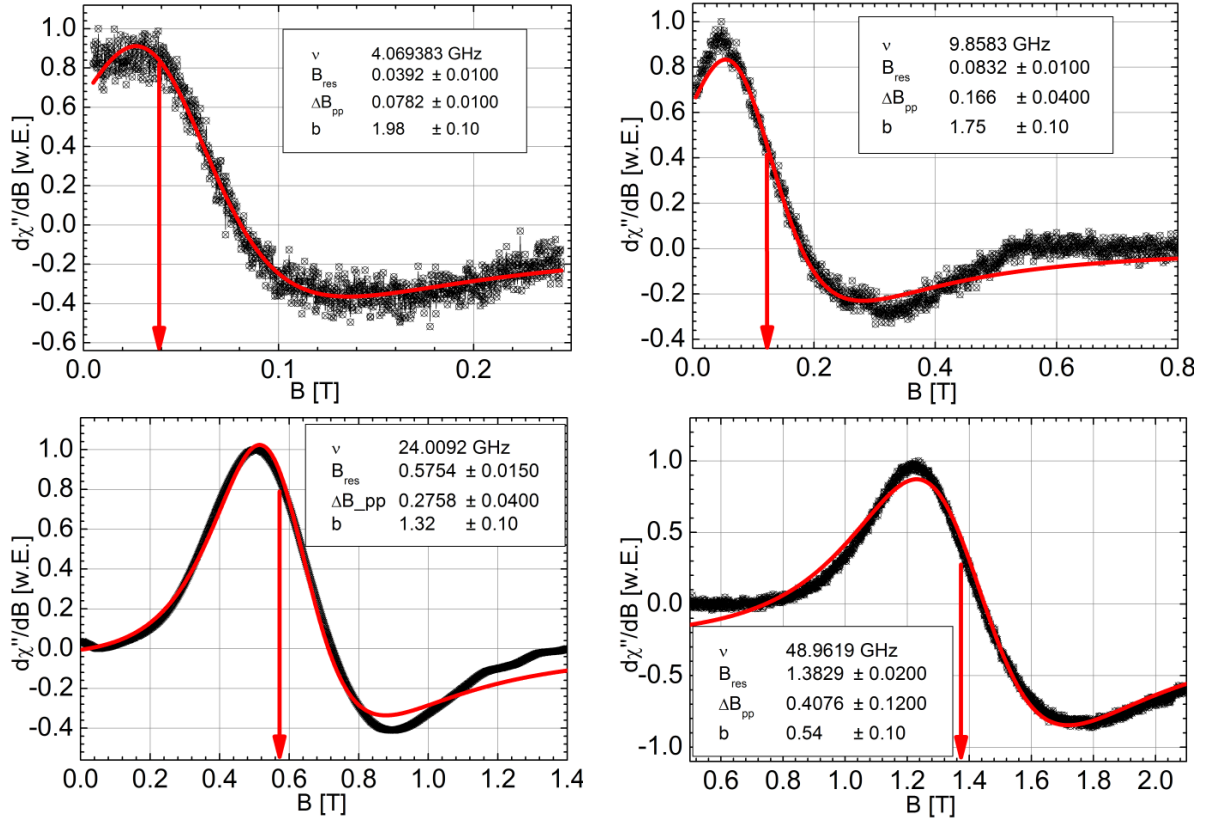 1.0
0.8
0.6
0.4
0.2
0.0
-0.2
-0.4
-0.6
dχ''/dB [w.E.]
ν 4.069383 GHz
B_res 0.0392 ± 0.0100
ΔB_pp 0.0782 ± 0.0100
b 1.98 ± 0.10
0.0 0.1 0.2
B [T]
1.0
0.8
0.6
0.4
0.2
0.0
-0.2
-0.4
dχ''/dB [w.E.]
ν 9.8583 GHz
B_res 0.0832 ± 0.0100
ΔB_pp 0.166 ± 0.0400
b 1.75 ± 0.10
0.0 0.2 0.4 0.6 0.8
B [T]
1.0
0.8
0.6
0.4
0.2
0.0
-0.2
-0.4
dχ''/dB [w.E.]
ν 24.0092 GHz
B_res 0.5754 ± 0.0150
ΔB_pp 0.2758 ± 0.0400
b 1.32 ± 0.10
0.0 0.2 0.4 0.6 0.8 1.0 1.2 1.4
B [T]
1.0
0.5
0.0
-0.5
-1.0
dχ''/dB [w.E.]
ν 48.9619 GHz
B_res 1.3829 ± 0.0200
ΔB_pp 0.4076 ± 0.1200
b 0.54 ± 0.10
0.6 0.8 1.0 1.2 1.4 1.6 1.8 2.0
B [T]